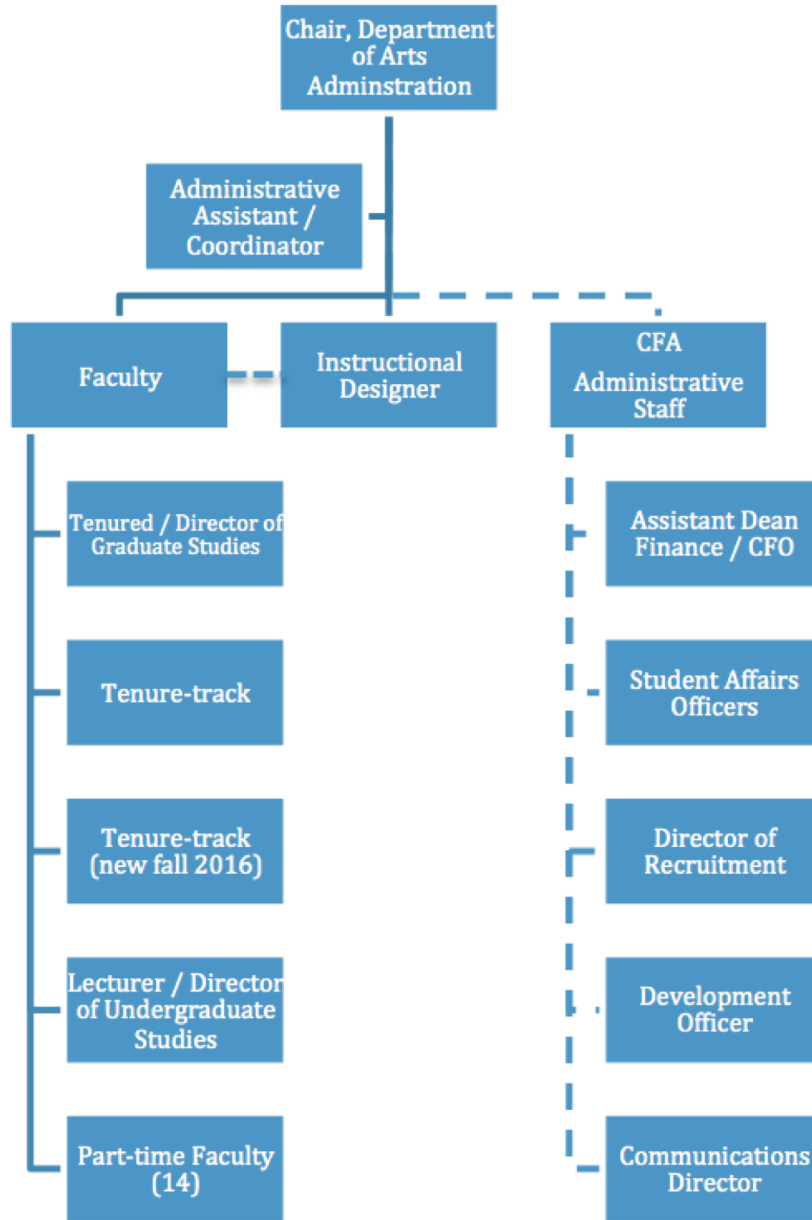 Chair, Department
of Arts
Adminstration
Administrative
Assistant /
Coordinator
Faculty
Instructional
Designer
CFA
Administrative
Staff
Tenured / Director of
Graduate Studies
Assistant Dean
Finance / CFO
Tenure-track
Student Affairs
Officers
Tenure-track
(new fall 2016)
Director of
Recruitment
Lecturer / Director
of Undergraduate
Studies
Development
Officer
Part-time Faculty
(14)
Communications
Director